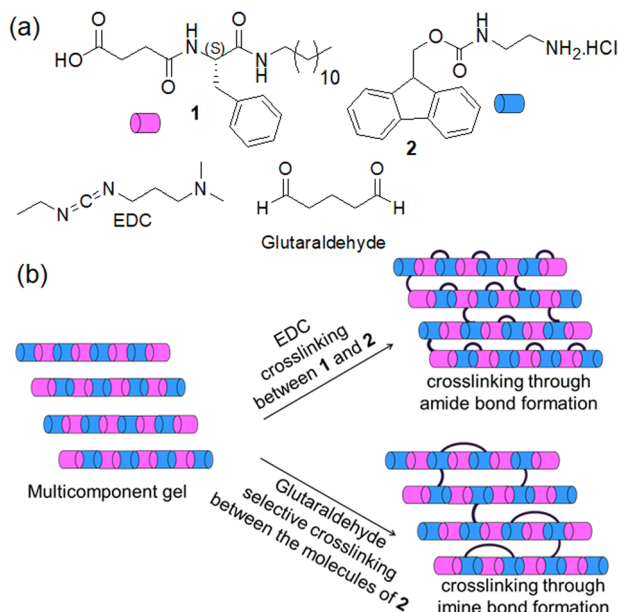 (a)
O
O
HO
H
N
(S)
N
H
O
10
1
O
O
H
N
NH2.HCl
O
2
N
C
N
N
EDC
O
O
H
H
Glutaraldehyde
(b)
EDC
crosslinking
between 1 and 2
crosslinking through
amide bond formation
Multicomponent gel
Glutaraldehyde
selective crosslinking
between the molecules of 2
crosslinking through
imine bond formation